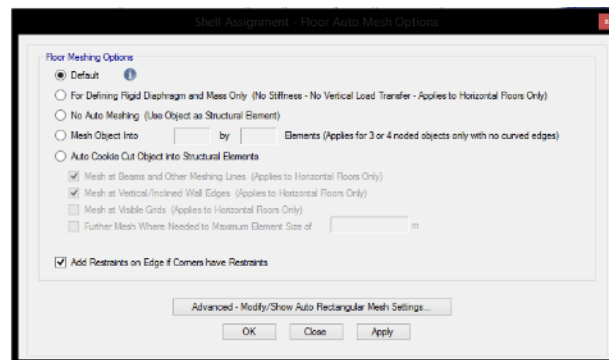 Shell Assignment - Floor Auto Mesh Options
Floor Meshing Options
Default
For Defining Rigid Diaphragm and Mass Only (No Stiffness - No Vertical Load Transfer - Applies to Horizontal Floors Only)
No Auto Meshing (Use Object as Structural Element)
Mesh Object Into by Elements (Applies for 3 or 4 noded objects only with no curved edges)
Auto Cookie Cut Object into Structural Elements
Mesh at Beams and Other Meshing Lines (Applies to Horizontal Floors Only)
Mesh at Vertical/Inclined Wall Edges (Applies to Horizontal Floors Only)
Mesh at Visible Grids (Applies to Horizontal Floors Only)
Further Mesh Where Needed to Maximum Element Size of m
Add Restraints on Edge if Corners have Restraints
Advanced - Modify/Show Auto Rectangular Mesh Settings...
OK Close Apply